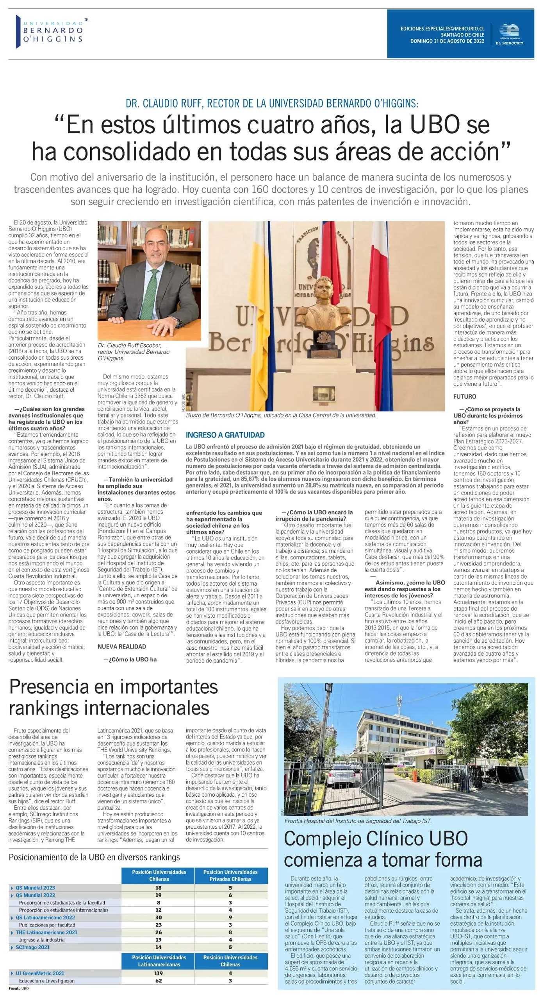 UNIVERSIDAD
BERNARDO
O'HIGGINS
®
EDICIONES.ESPECIALES@MERCURIO.CL
SANTIAGO DE CHILE
DOMINGO 21 DE AGOSTO DE 2022
ediciones especiales
EL MERCURIO
DR. CLAUDIO RUFF, RECTOR DE LA UNIVERSIDAD BERNARDO O'HIGGINS:
“En estos últimos cuatro años, la UBO se
ha consolidado en todas sus áreas de acción”
Con motivo del aniversario de la institución, el personero hace un balance de manera sucinta de los numerosos y
trascendentes avances que ha logrado. Hoy cuenta con 160 doctores y 10 centros de investigación, por lo que los planes
son seguir creciendo en investigación científica, con más patentes de invención e innovación.
El 20 de agosto, la Universidad
Bernardo O'Higgins (UBO)
cumplió 32 años, tiempo en el
que ha experimentado un
desarrollo sistemático que se ha
visto acelerado en forma especial
en la última década. Al 2010, era
fundamentalmente una
institución centrada en la
docencia de pregrado, hoy ha
expandido sus labores a todas las
dimensiones que se esperan de
una institución de educación
superior.
“Año tras año, hemos
demostrado avances en un
espiral sostenido de crecimiento
que no se detiene.
Particularmente, desde el
anterior proceso de acreditación
(2018) a la fecha, la UBO se ha
consolidado en todas sus áreas
de acción, experimentando gran
crecimiento y desarrollo
institucional, un trabajo que
hemos venido haciendo en el
último decenio”, destaca el
rector, Dr. Claudio Ruff.
—¿Cuáles son los grandes
avances institucionales que
ha registrado la UBO en los
últimos cuatro años?
“Estamos tremendamente
contentos, ya que hemos logrado
numerosos y trascendentes
avances. Por ejemplo, el 2018
ingresamos al Sistema Único de
Admisión (SUA), administrado
por el Consejo de Rectores de las
Universidades Chilenas (CRUCh),
y el 2020 al Sistema de Acceso
Universitario. Además, hemos
concretado mejoras sustantivas
en materia de calidad; hicimos un
proceso de innovación curricular
—que comenzó el 2016 y
culminó el 2020—, que tiene
relación con las profesiones del
futuro, vale decir de qué manera
nuestros estudiantes tanto de pre
como de posgrado pueden estar
preparados para los desafíos que
nos está imponiendo el mundo
en el contexto de esta vertiginosa
Cuarta Revolución Industrial.
Otro aspecto importante es
que nuestro modelo educativo
incorpora siete perspectivas de
los 17 Objetivos de Desarrollo
Sostenible (ODS) de Naciones
Unidas que permiten orientar los
procesos formativos (derechos
humanos; igualdad y equidad de
género; educación inclusiva
integral; interculturalidad;
biodiversidad y acción climática;
salud y bienestar; y
responsabilidad social).
Dr. Claudio Ruff Escobar,
rector Universidad Bernardo
O'Higgins.
Del mismo modo, estamos
muy orgullosos porque la
universidad está certificada en la
Norma Chilena 3262 que busca
promover la igualdad de género y
conciliación de la vida laboral,
familiar y personal. Todo este
trabajo ha permitido que estemos
impartiendo una educación de
calidad, lo que se ha reflejado en
el posicionamiento de la UBO en
los rankings internacionales,
permitiendo también lograr
grandes éxitos en materia de
internacionalización”.
—También la universidad
ha ampliado sus
instalaciones durantes estos
años.
“En cuanto a los temas de
estructura, también hemos
avanzado. El 2020 la UBO
inauguró un nuevo edificio
(Rondizzoni II) en el Campus
Rondizzoni, que entre otras de
sus dependencias cuenta con un
‘Hospital de Simulación’, a lo que
hay que agregar la adquisición
del Hospital del Instituto de
Seguridad del Trabajo (IST).
Junto a ello, se amplió la Casa de
la Cultura y que dio origen al
‘Centro de Extensión Cultural’ de
la universidad, un espacio de
más de 900 m² construidos que
cuenta con una sala de
exposiciones, cowork, salas de
reuniones y también algo que
dice relación con la gobernanza y
la UBO: la ‘Casa de la Lectura’”.
NUEVA REALIDAD
—¿Cómo la UBO ha
TRADICION
SABER
UNIV
Bernardo
gins
UNIV D D
Bernardo O'Higgins
FOTOS UBO
Busto de Bernardo O'Higgins, ubicado en la Casa Central de la universidad.
INGRESO A GRATUIDAD
La UBO enfrentó el proceso de admisión 2021 bajo el régimen de gratuidad, obteniendo un
excelente resultado en sus postulaciones. Y es así como fue la número 1 a nivel nacional en el Índice
de Postulaciones en el Sistema de Acceso Universitario durante 2021 y 2022, obteniendo el mayor
número de postulaciones por cada vacante ofertada a través del sistema de admisión centralizada.
Por otro lado, cabe destacar que, en su primer año de incorporación a la política de financiamiento
para la gratuidad, un 85,67% de los alumnos nuevos ingresaron con dicho beneficio. En términos
generales, el 2021, la universidad aumentó un 28,8% su matrícula nueva, en comparación al período
anterior y ocupó prácticamente el 100% de sus vacantes disponibles para primer año.
enfrentado los cambios que
ha experimentado la
sociedad chilena en los
últimos años?
“La UBO es una institución
muy resiliente. Hay que
considerar que en Chile en los
últimos 10 años la educación, en
general, ha venido viviendo un
proceso de cambios y
transformaciones. Por lo tanto,
todos los actores del sistema
estuvimos en una situación de
alerta y trabajo. Desde el 2011 a
la fecha, aproximadamente un
total de 100 instrumentos legales
se han visto modificados o
dictados para mejorar el sistema
educacional chileno, lo que ha
tensionado a las instituciones y a
las comunidades, pero, en el
caso nuestro, nos hizo más fácil
afrontar el estallido del 2019 y el
período de pandemia”.
—¿Cómo la UBO encaró la
irrupción de la pandemia?
“Otro desafío importante fue
la pandemia y la universidad
apoyó a toda su comunidad para
materializar la docencia y el
trabajo a distancia; se mandaron
sillas, computadores, tablets,
chips, etc. para las personas que
no los tenían. Además de
solucionar los temas nuestros,
también miramos el colectivo y
nuestro trabajo con la
Corporación de Universidades
Privadas (CUP) nos permitió
poder salir en apoyo de otras
instituciones que estaban más
desfavorecidas.
Hoy podemos decir que la
UBO está funcionando con plena
normalidad y 100% presencial. Si
bien el año pasado transitamos
entre clases presenciales e
híbridas, la pandemia nos ha
permitido estar preparados para
cualquier contingencia, ya que
tenemos más de 60 salas de
clases que quedaron en
modalidad híbrida, con un
sistema de comunicación
simultánea, visual y auditiva.
Cabe destacar, que más del 90%
de los estudiantes tienen puesta
la cuarta dosis”.
—
Asimismo, ¿cómo la UBO
está dando respuestas a los
intereses de los jóvenes?
“Los últimos 10 años, hemos
transitado de una Tercera a
Cuarta Revolución Industrial y el
hito estuvo entre los años
2013-2015, en que la forma de
hacer las cosas empezó a
cambiar, la robotización, la
internet de las cosas, etc., y, a
diferencia de todas las
revoluciones anteriores que
tomaron mucho tiempo en
implementarse, esta ha sido muy
rápida y vertiginosa, golpeando a
todos los sectores de la
sociedad. Por lo tanto, esa
tensión, que fue transversal en
todo el mundo, ha provocado una
ansiedad y los estudiantes que
recibimos son reflejo de ello y
quieren mirar de cara a lo que les
están diciendo que va a ocurrir a
futuro. Frente a ello, la UBO hizo
una innovación curricular, cambió
su modelo de enseñanza
aprendizaje, de uno basado por
‘resultado de aprendizaje y no
por objetivos’, en que el profesor
interactúa de manera más
didáctica y practica con los
estudiantes. Estamos en un
proceso de transformación para
enseñar a los estudiantes a tener
un pensamiento más crítico
sobre lo que ellos hacen para
dejarlos mejor preparados para lo
que viene a futuro”.
FUTURO
—¿Cómo se proyecta la
UBO durante los próximos
años?
“Estamos en un proceso de
reflexión para elaborar el nuevo
Plan Estratégico 2023-2027.
Creemos que como
universidad, dado que hemos
avanzado mucho en
investigación científica,
tenemos 160 doctores y 10
centros de investigación,
estamos trabajando para estar
en condiciones de poder
acreditarnos en esa dimensión
en la siguiente etapa de
acreditación. Además, en
materia de investigación
queremos ir consolidando
nuestros productos, ya que hoy
estamos patentando en
innovación e invención. Del
mismo modo, queremos
transformarnos en una
universidad emprendedora,
vamos avanzar en startups a
partir de las mismas líneas de
patentamiento de invención que
hemos hecho y también en
materia de astronomía.
Actualmente, estamos en la
etapa final del proceso de
renovar la acreditación, que se
inició el año pasado, pero
creemos que en los próximos
60 días debiéramos tener ya la
sanción de acreditación. Hoy
tenemos una acreditación
avanzada de cuatro años y
estamos yendo por más”.
Presencia en importantes
rankings internacionales
Fruto especialmente del
desarrollo del área de
investigación, la UBO ha
comenzado a figurar en los más
prestigiosos rankings
internacionales en los últimos
cuatro años. “Estas clasificaciones
son importantes, especialmente
desde el punto de vista de los
usuarios, ya que los jóvenes y sus
padres quieren ver donde estudian
sus hijos”, dice el rector Ruff.
Entre ellos destacan, por
ejemplo, SCImago Institutions
Rankings (SIR), que es una
clasificación de instituciones
académicas y relacionadas con la
investigación, y Ranking THE
Latinoamérica 2021, que se basa
en 13 rigurosos indicadores de
desempeño que sustentan los
THE World University Rankings,
“Los rankings son una
consecuencia ‘de’ y nosotros
apostamos mucho a la innovación
curricular, a fortalecer nuestra
docencia intramuro (tenemos 160
doctores que hacen docencia e
investigan) y estudiantes que
vienen de un sistema único”,
puntualiza.
Hoy se están produciendo
transformaciones importantes a
nivel global para que las
universidades se incorporen en los
rankings. “Además, juegan un rol
importante desde el punto de vista
del interés del Estado ya que, por
ejemplo, cuando manda a estudiar
a los profesionales, como lo hacen
otros países, pueden mirarlos y ver
la calidad de las universidades en
todas sus dimensiones”, enfatiza.
Cabe destacar que la UBO ha
impulsando fuertemente el
desarrollo de la investigación, tanto
básica como aplicada, y en ese
contexto es que se inscribe la
creación de varios centros de
investigación en este periodo y
que se vinieron a sumar a los ya
preexistentes el 2017. Al 2022, la
universidad cuenta con 10 centros
de investigación.
Posicionamiento de la UBO en diversos rankings
Posición Universidades Chilenas Posición Universidades Privadas Chilenas
QS Mundial 2023 18 5
QS Mundial 2022 19 6
Proporción de estudiantes de la facultad 8 3
Proporción de estudiantes internacionales 12 4
QS Latinoamericano 2022 30 9
Publicaciones por facultad 23 3
THE Latinoamericano 2021 26 8
Ingreso a la industria 13 4
SCImago 2021 14 5
Posición Universidades Latinoamericanas Posición Universidades Chilenas
UI GreenMetric 2021 119 4
Educación e Investigación 62 3
Fuente UBO
HOSPITAL CLÍNICO ist
ist
UBO
Frontis Hospital del Instituto de Seguridad del Trabajo IST.
Complejo Clínico UBO
comienza a tomar forma
Durante este año, la
universidad marcó un hito
importante en el área de la
salud, al decidir adquirir el
Hospital del Instituto de
Seguridad del Trabajo (IST),
con el fin de instalar en el lugar
el Complejo Clínico UBO, bajo
el esquema de “Una sola
salud” (One Health) que
promueve la OPS de cara a las
enfermedades zoonóticas.
El edificio, que posee una
superficie aproximada de
4.696 m² y cuenta con servicio
de urgencias, laboratorios,
salas de procedimientos y tres
pabellones quirúrgicos, entre
otros, reunirá al conjunto de
disciplinas relacionadas con la
salud humana, animal y
medioambiental, en las que
actualmente destaca la casa de
estudios.
Claudio Ruff señala que no se
trata solo de una compra sino
que de una alianza estratégica
entre la UBO y el IST, ya que
ambas instituciones firmaron un
convenio de colaboración
recíproca en orden a la
utilización de campos clínicos y
desarrollo de proyectos
conjuntos de carácter
académico, de investigación y
vinculación con el medio. “Este
edificio se va a transformar en el
‘hospital insignia’ para nuestras
carreras de salud”.
Se trata, además, de un hecho
clave dentro de la planificación
estratégica de la institución
impulsada por la alianza
UBO-IST, que contempla
múltiples iniciativas que
permitirán a la universidad seguir
siendo una organización
integrada, que se suma a la
entrega de servicios médicos de
excelencia con énfasis en lo
social.